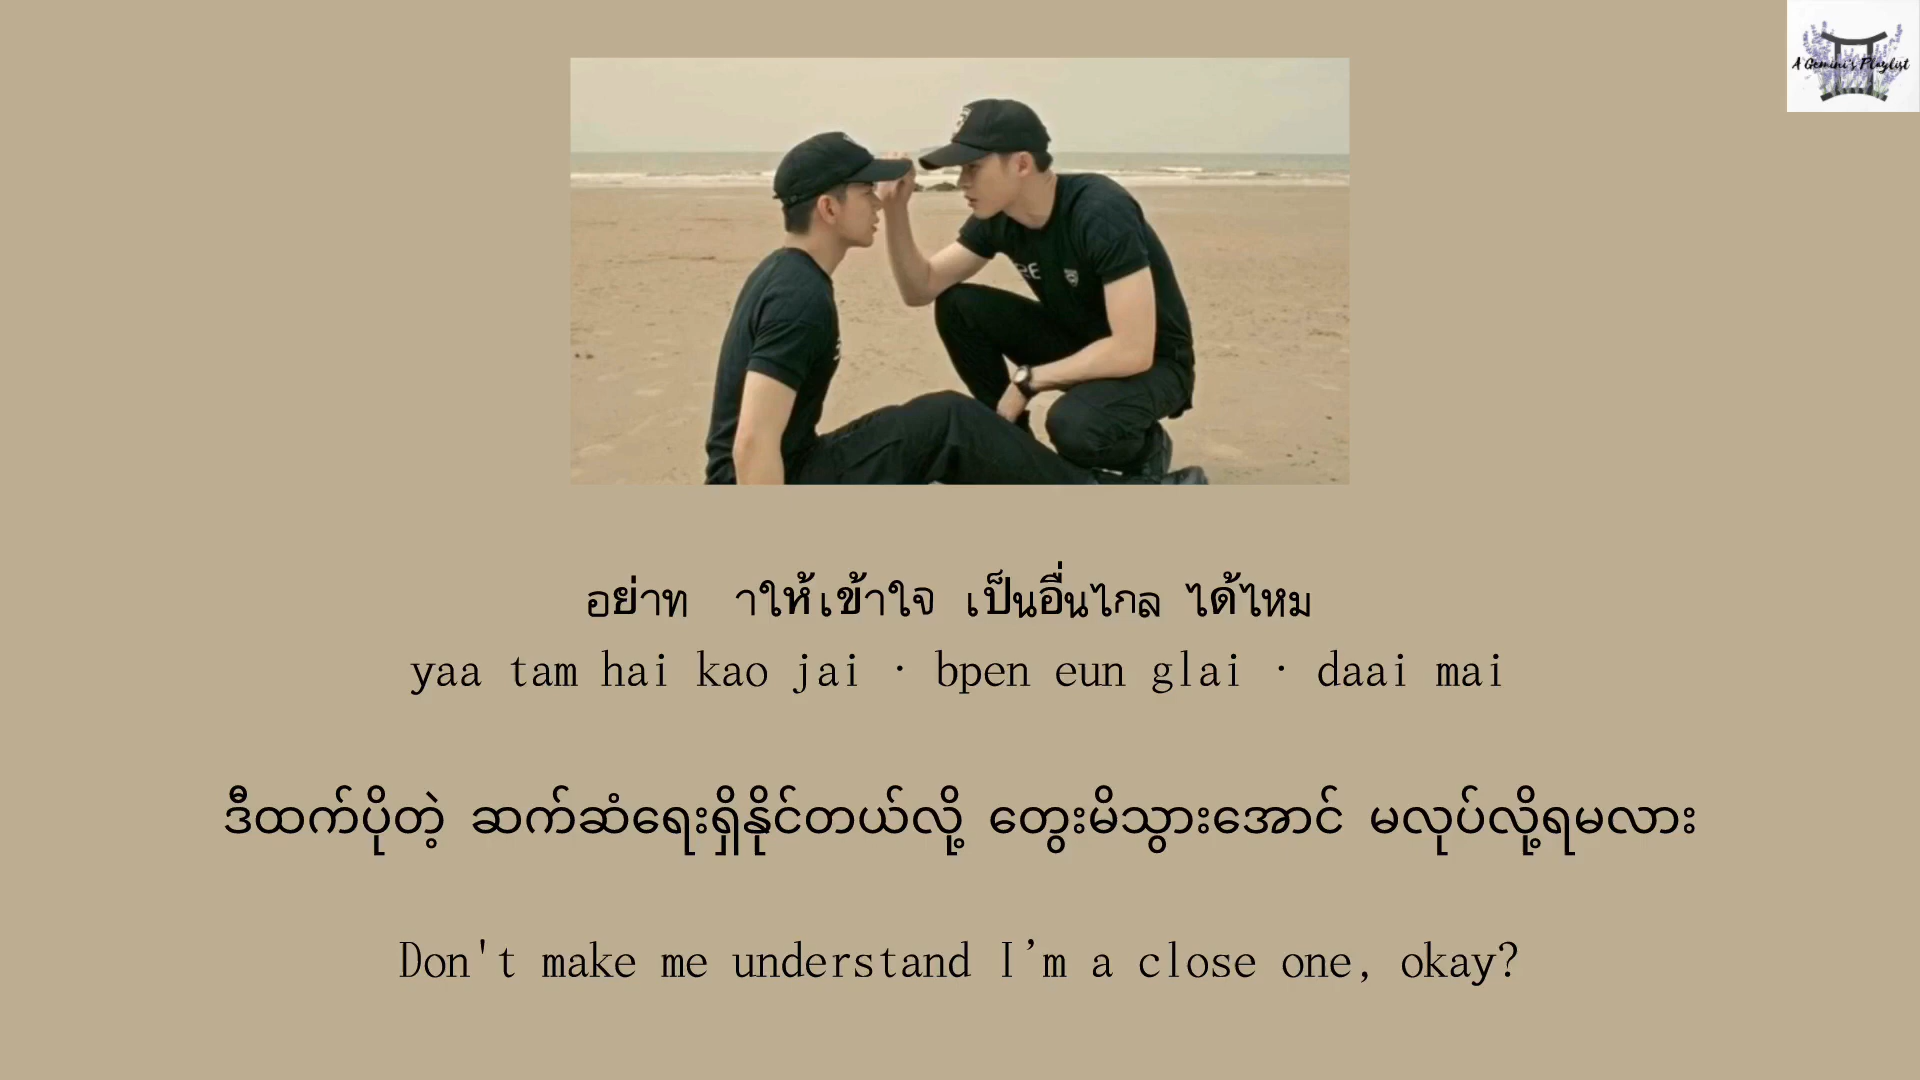 A Gemini's Playlist
อย่าท ำให้เข้าใจ เป็นอื่นไกล ได้ไหม
yaa tam hai kao jai · bpen eun glai · daai mai
ဒီထက်ပိုတဲ့ ဆက်ဆံရေးရှိနိုင်တယ်လို့ တွေးမိသွားအောင် မလုပ်လို့ရမလား
Don't make me understand I’m a close one, okay?